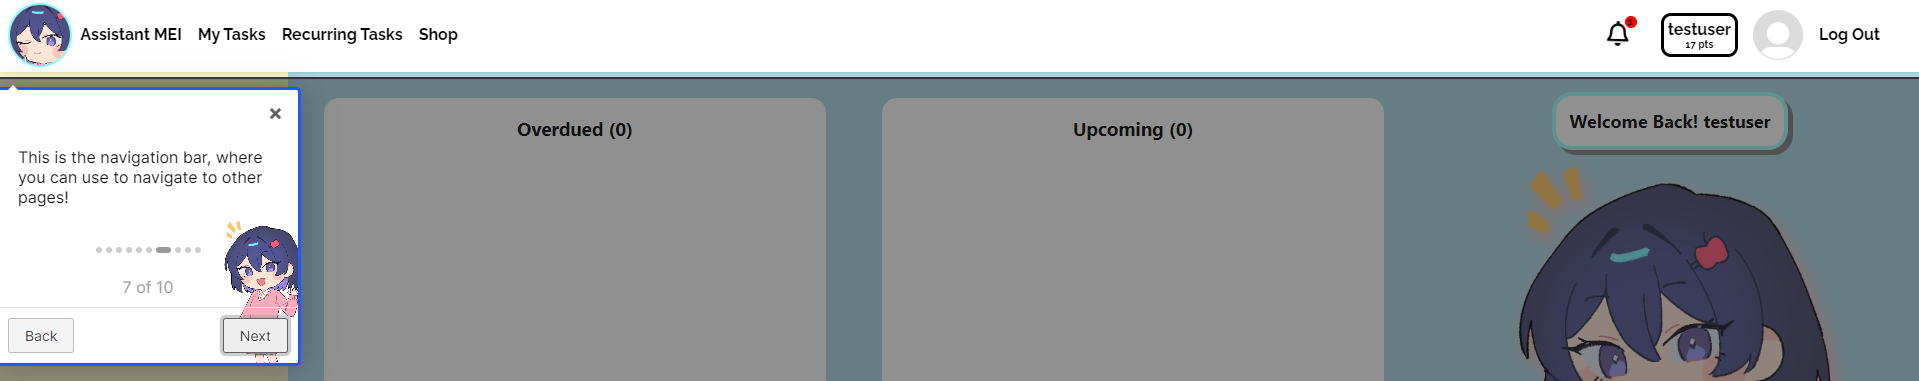 Assistant MEI My Tasks Recurring Tasks Shop
1
testuser
17 pts
Log Out
×
This is the navigation bar, where
you can use to navigate to other
pages!
7 of 10
Back Next
Overdued (0)
Upcoming (0)
Welcome Back! testuser